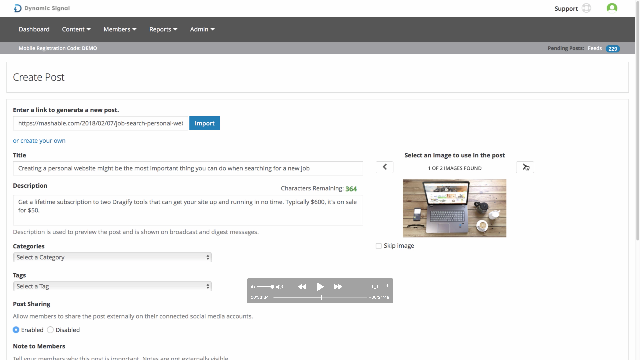 Dynamic Signal
Support
Dashboard Content Members Reports Admin
Mobile Registration Code: DEMO
Pending Posts: Feeds 229
Create Post
Enter a link to generate a new post.
https://mashable.com/2018/02/07/job-search-personal-wel
Import
or create your own
Title
Creating a personal website might be the most important thing you can do when searching for a new job
Description
Characters Remaining: 364
Get a lifetime subscription to two Dragify tools that can get your site up and running in no time. Typically $600, it's on sale
for $30.
Description is used to preview the post and is shown on broadcast and digest messages.
Select an image to use in the post
1 OF 2 IMAGES FOUND
Skip image
Categories
Select a Category
Tags
Select a Tag
Post Sharing
Allow members to share the post externally on their connected social media accounts.
Enabled Disabled
Note to Members
Tell your members why this post is important. Notes are not externally visible.